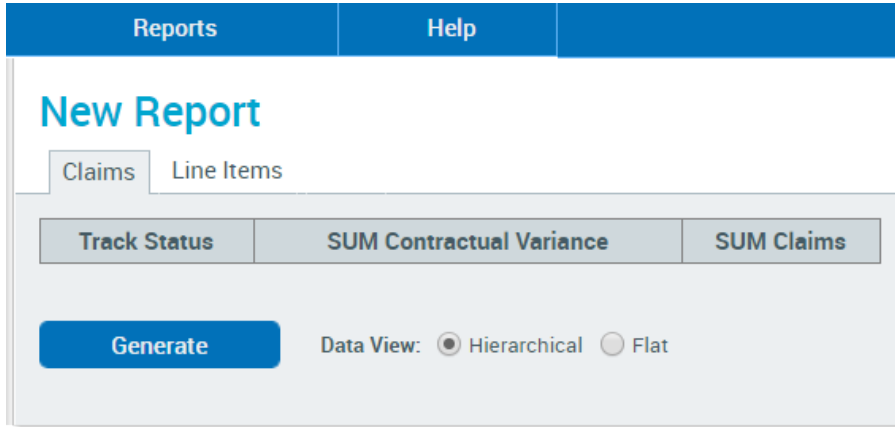 Reports Help
New Report
Claims Line Items
Track Status SUM Contractual Variance SUM Claims
Generate Data View: Hierarchical Flat